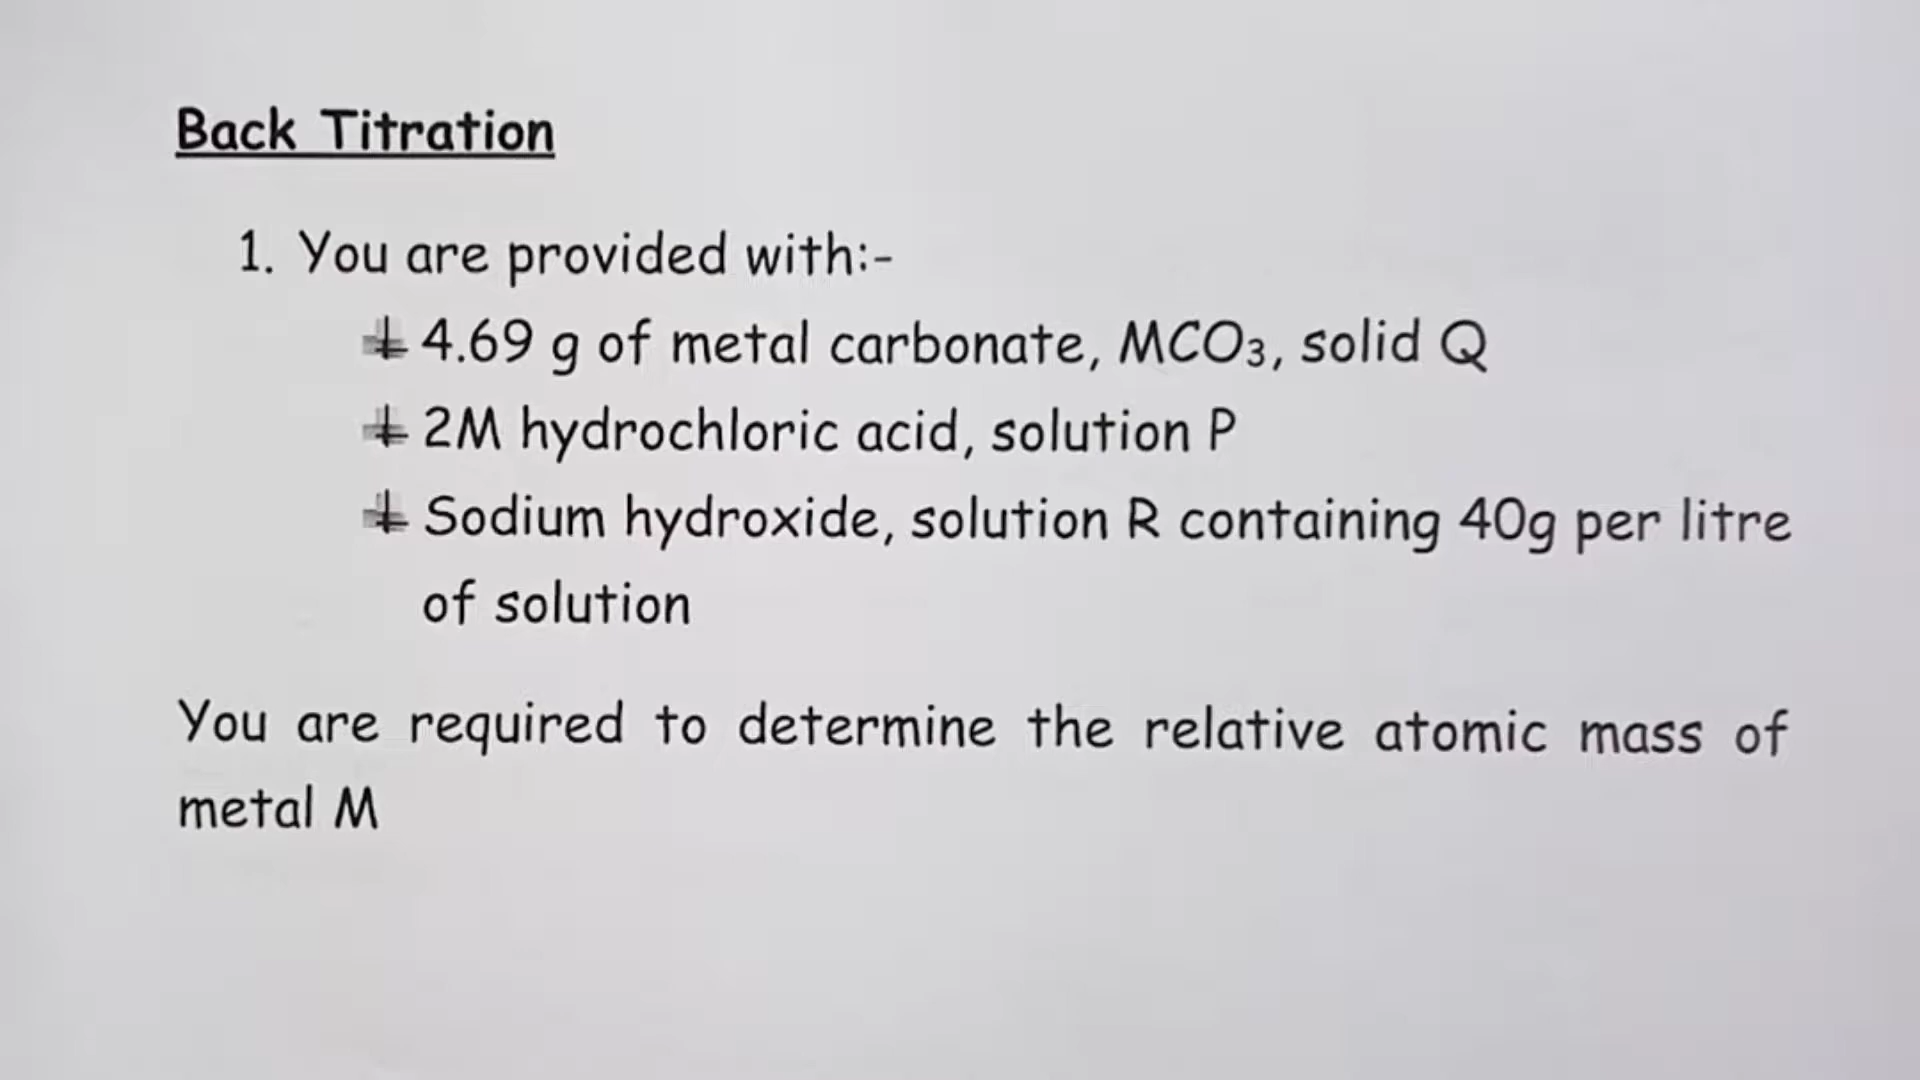 Back Titration
1. You are provided with:-
4.69 g of metal carbonate, MCO₃, solid Q
2M hydrochloric acid, solution P
Sodium hydroxide, solution R containing 40g per litre
of solution
You are required to determine the relative atomic mass of
metal M